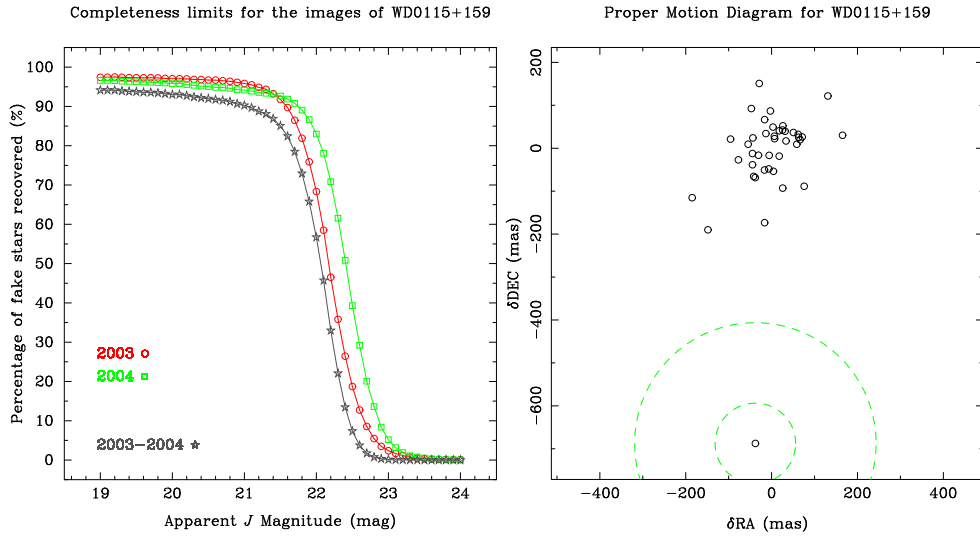 Completeness limits for the images of WD0115+159
Percentage of fake stars recovered (%)
100
90
80
70
60
50
40
30
20
10
0
2003
2004
2003−2004
19 20 21 22 23 24
Apparent J Magnitude (mag)
Proper Motion Diagram for WD0115+159
δDEC (mas)
200
0
−200
−400
−600
−400 −200 0 200 400
δRA (mas)